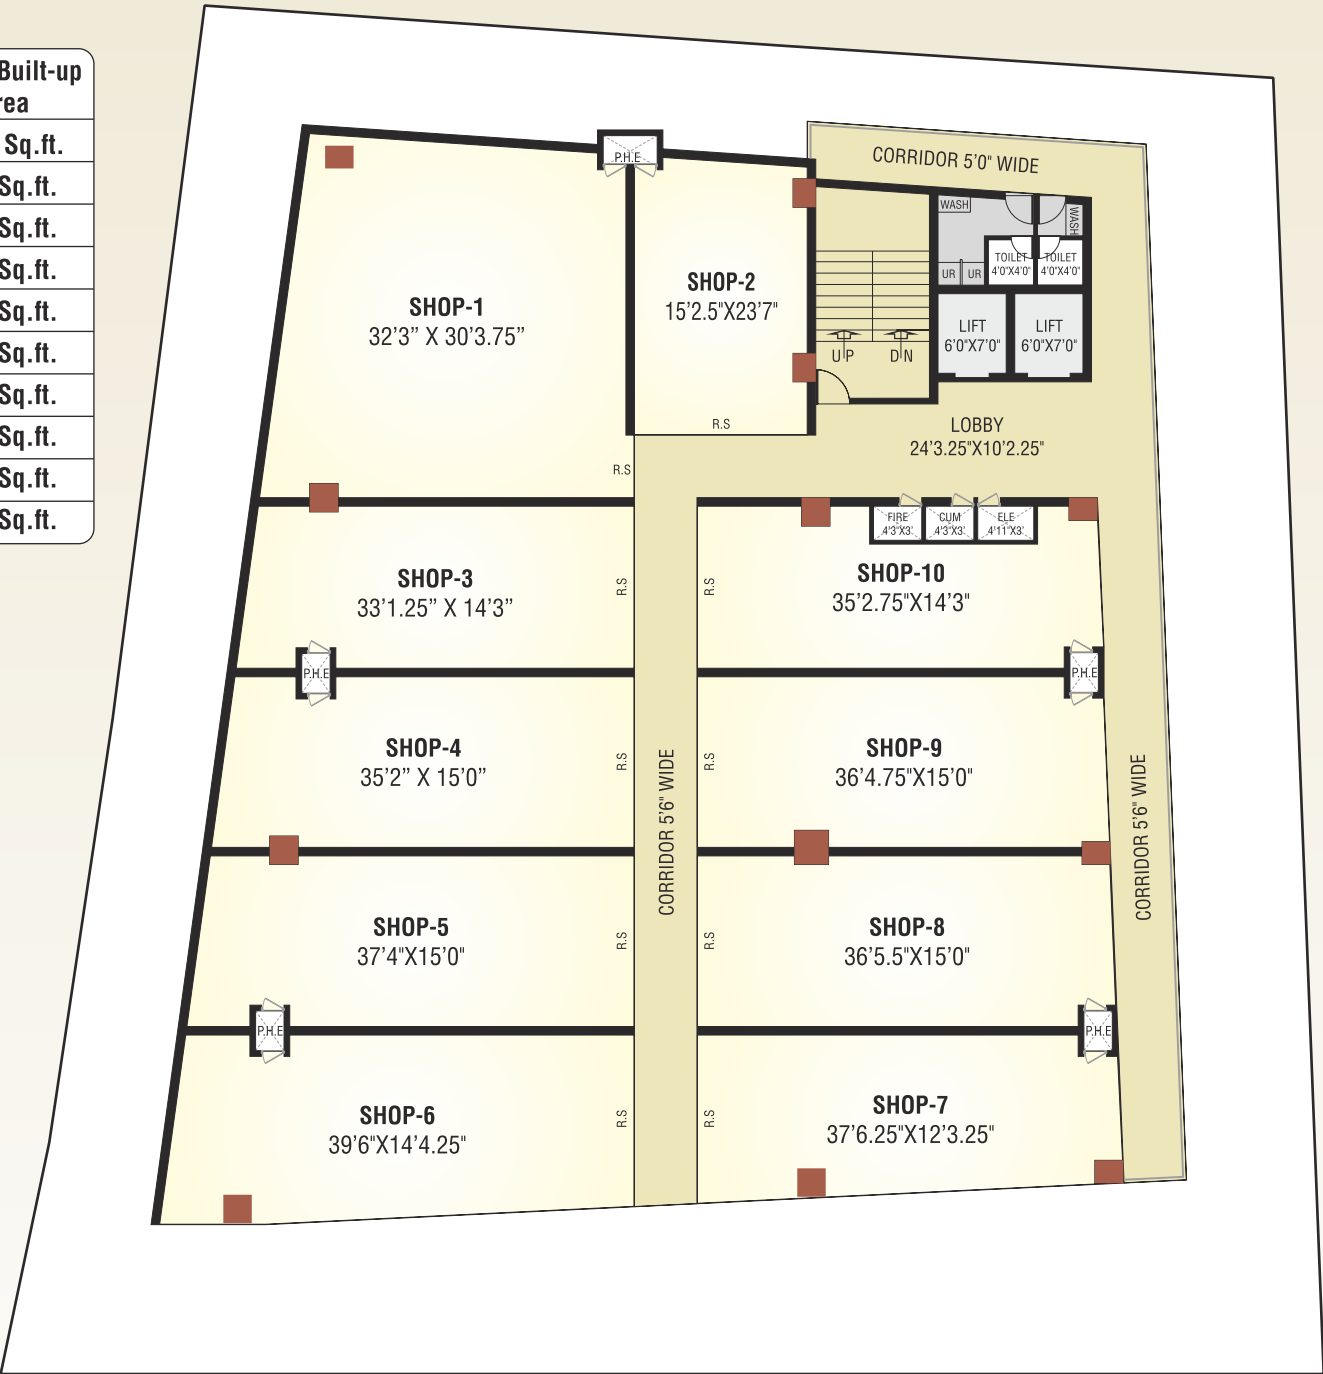 Built-up
rea
Sq.ft.
Sq.ft.
Sq.ft.
Sq.ft.
Sq.ft.
Sq.ft.
Sq.ft.
Sq.ft.
Sq.ft.
Sq.ft.
P.H.E
CORRIDOR 5'0" WIDE
SHOP-1
32’3” X 30’3.75”
SHOP-2
15’2.5"X23’7"
R.S
R.S
UP
DN
WASH
WASH
UR
UR
TOILET
4'0"X4'0"
TOILET
4'0"X4'0"
LIFT
6’0"X7’0"
LIFT
6’0"X7’0"
LOBBY
24’3.25"X10’2.25"
FIRE
4'3"X3'
CUM
4'3"X3'
ELE
4'11"X3'
SHOP-3
33’1.25” X 14’3”
R.S
R.S
SHOP-10
35’2.75"X14’3"
P.H.E
P.H.E
SHOP-4
35’2” X 15’0”
R.S
R.S
SHOP-9
36’4.75"X15’0"
CORRIDOR 5'6" WIDE
CORRIDOR 5'6" WIDE
SHOP-5
37’4"X15’0"
R.S
R.S
SHOP-8
36’5.5"X15’0"
P.H.E
P.H.E
SHOP-6
39’6"X14’4.25"
R.S
R.S
SHOP-7
37’6.25"X12’3.25"